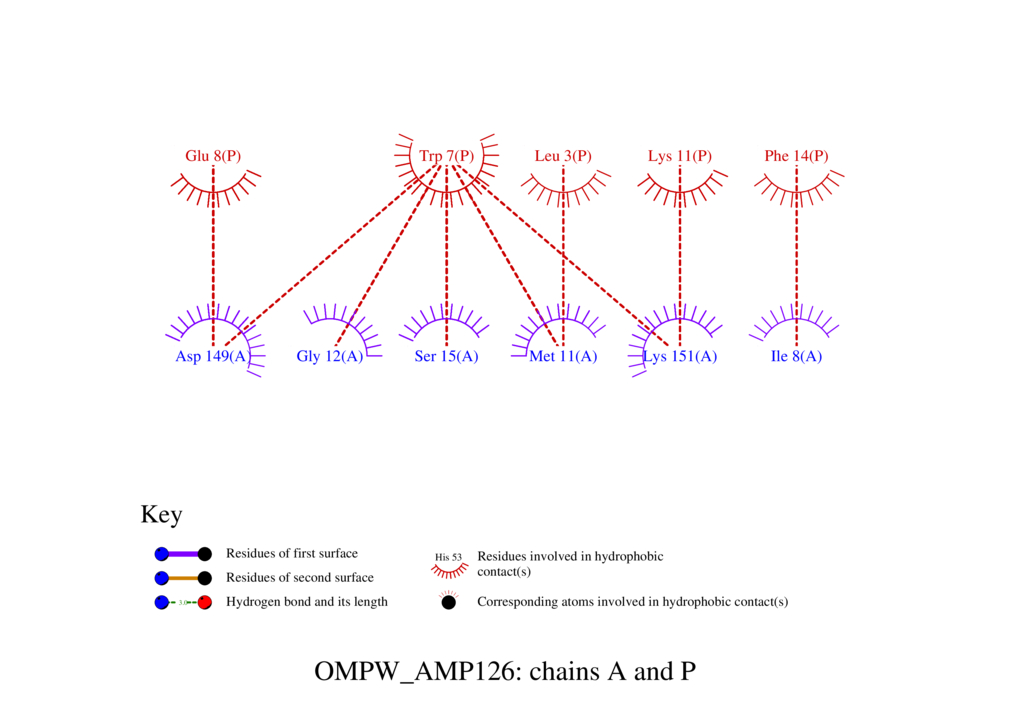 Glu 8(P) Trp 7(P) Leu 3(P) Lys 11(P) Phe 14(P)
Asp 149(A) Gly 12(A) Ser 15(A) Met 11(A) Lys 151(A) Ile 8(A)
Key
Residues of first surface
Residues of second surface
3.0
Hydrogen bond and its length
His 53
Residues involved in hydrophobic
contact(s)
Corresponding atoms involved in hydrophobic contact(s)
OMPW_AMP126: chains A and P